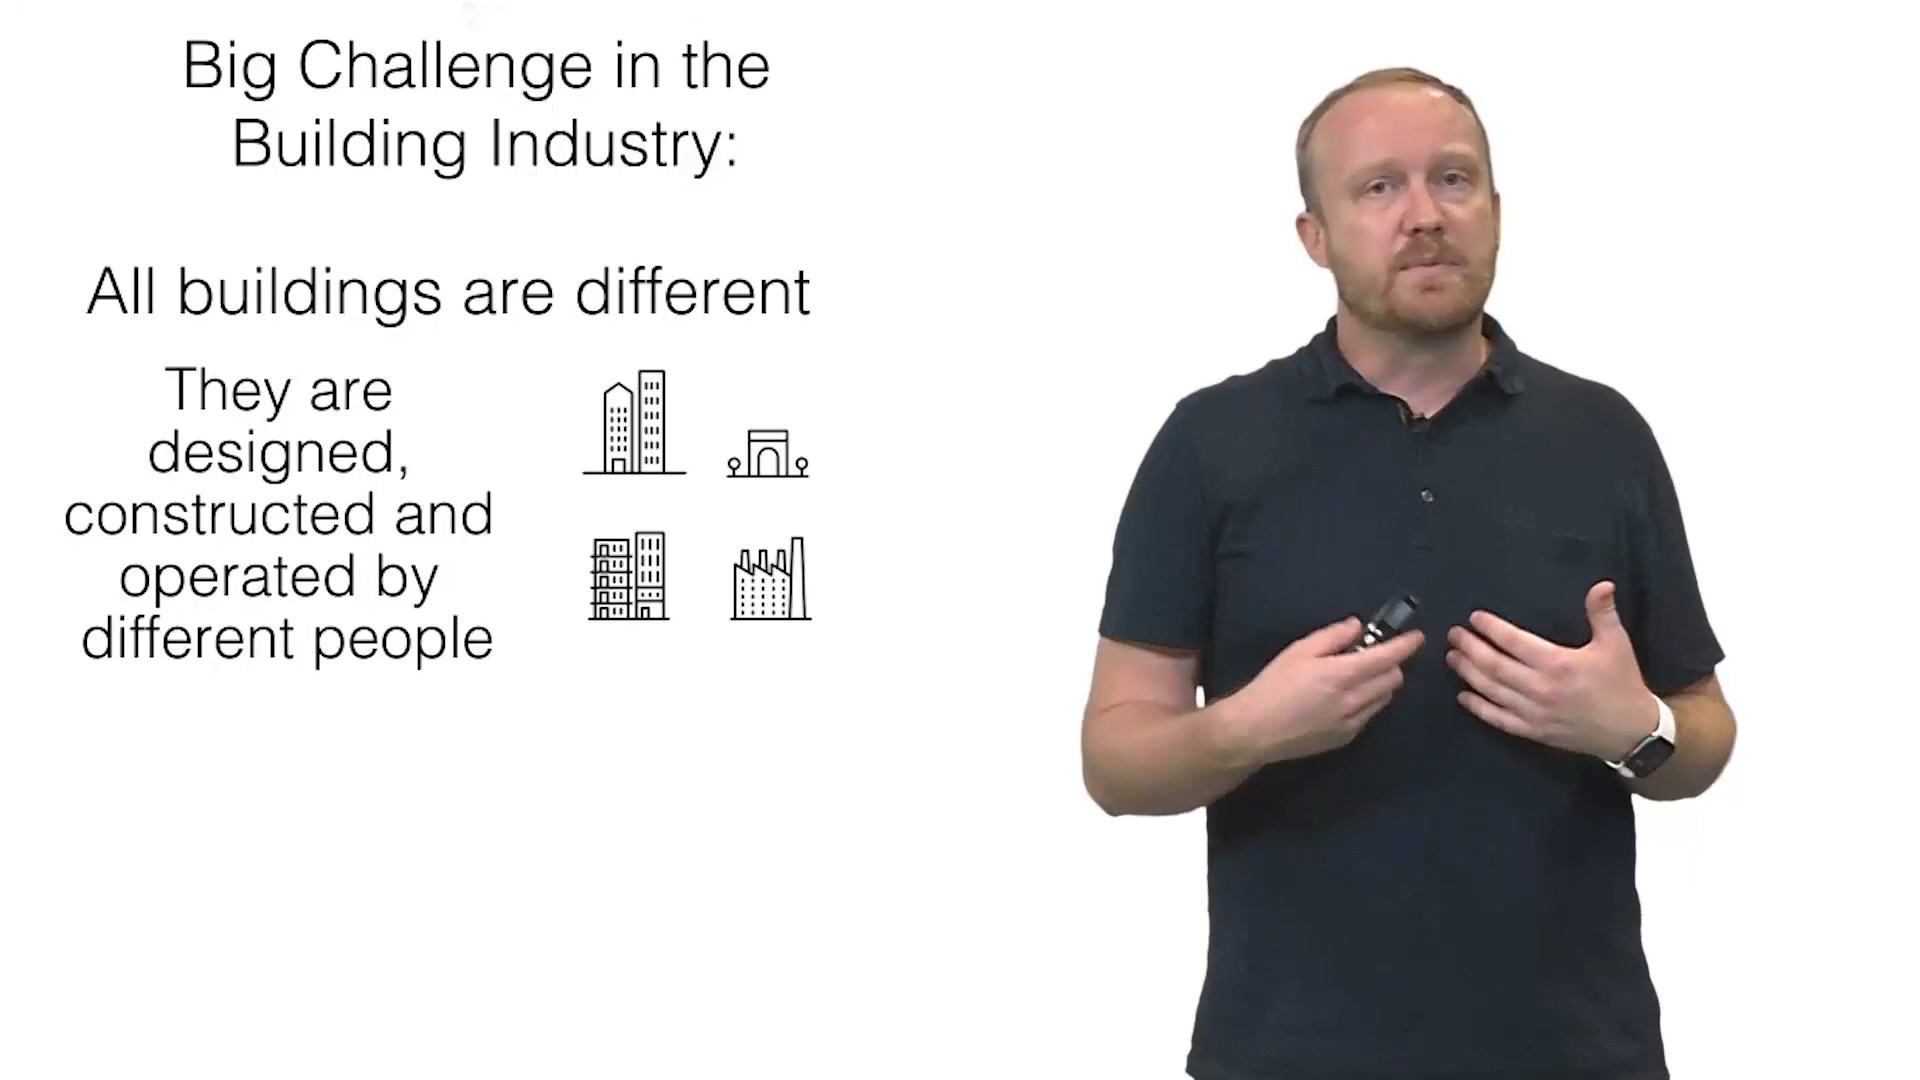 Big Challenge in the
Building Industry:
All buildings are different
They are
designed,
constructed and
operated by
different people